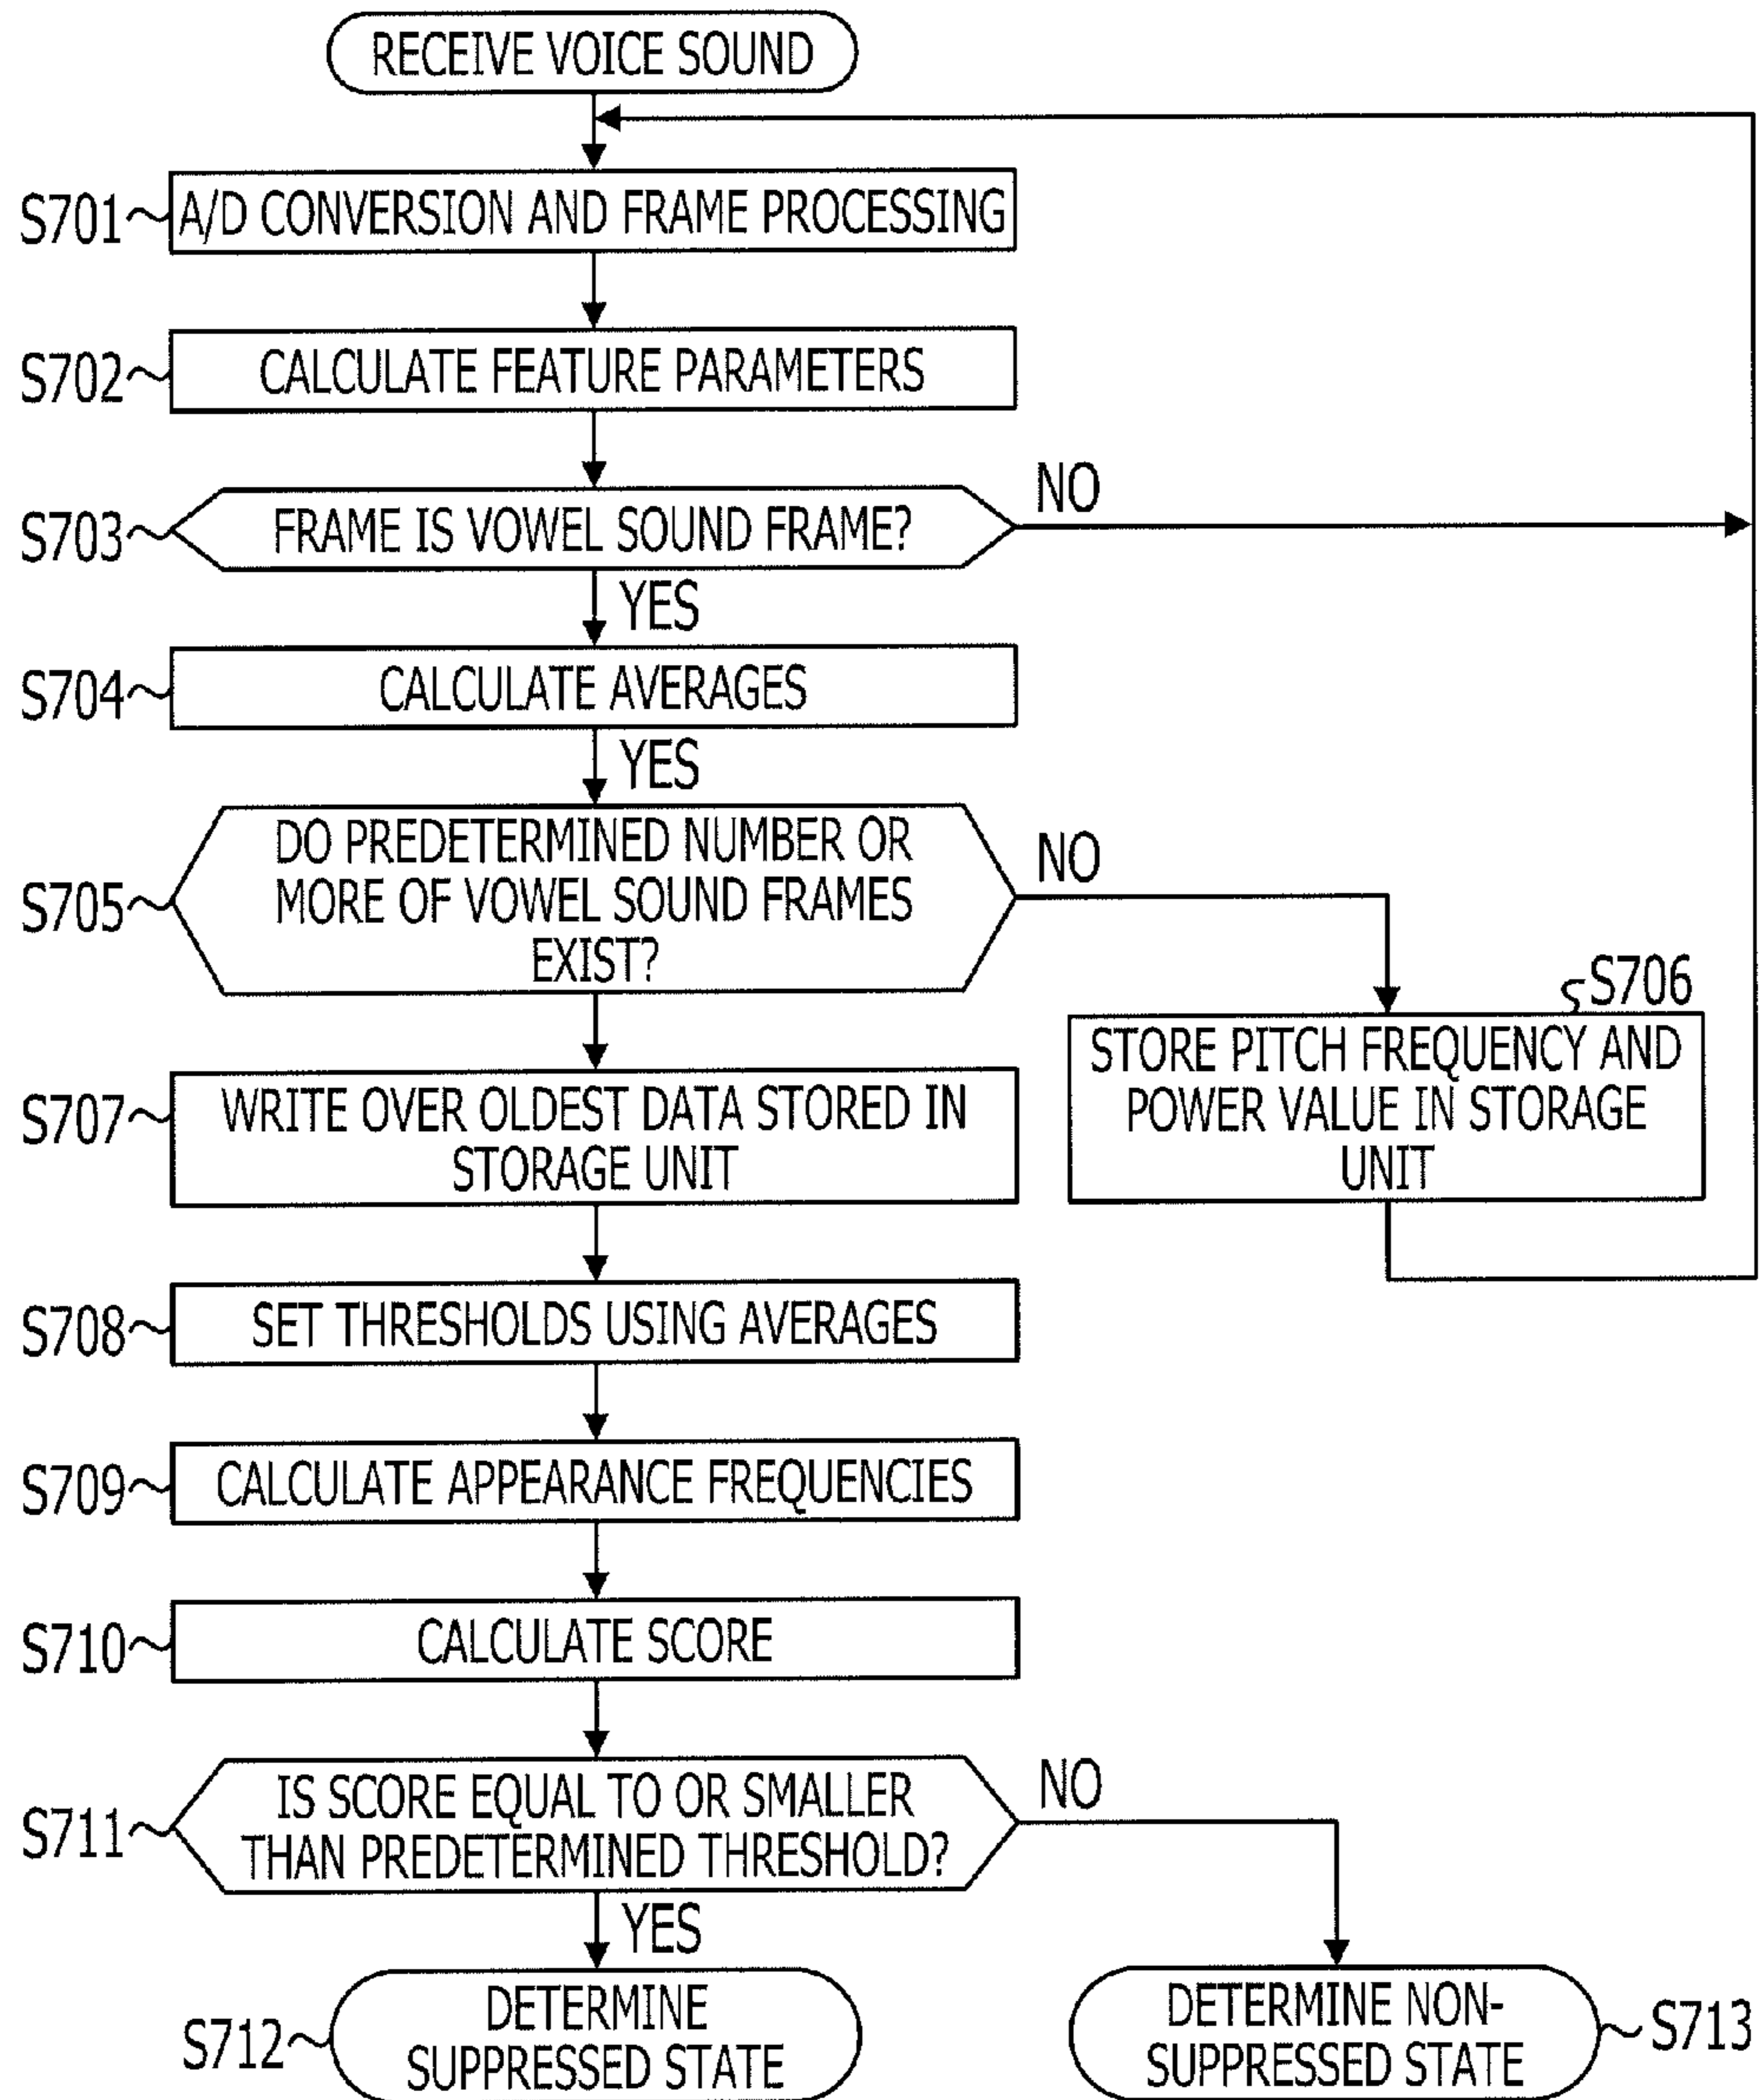 RECEIVE VOICE SOUND
S701
A/D CONVERSION AND FRAME PROCESSING
S702
CALCULATE FEATURE PARAMETERS
S703
FRAME IS VOWEL SOUND FRAME?
NO
YES
S704
CALCULATE AVERAGES
YES
S705
DO PREDETERMINED NUMBER OR
MORE OF VOWEL SOUND FRAMES
EXIST?
NO
S706
STORE PITCH FREQUENCY AND
POWER VALUE IN STORAGE
UNIT
S707
WRITE OVER OLDEST DATA STORED IN
STORAGE UNIT
S708
SET THRESHOLDS USING AVERAGES
S709
CALCULATE APPEARANCE FREQUENCIES
S710
CALCULATE SCORE
S711
IS SCORE EQUAL TO OR SMALLER
THAN PREDETERMINED THRESHOLD?
NO
YES
S712
DETERMINE
SUPPRESSED STATE
DETERMINE NON-
SUPPRESSED STATE
S713